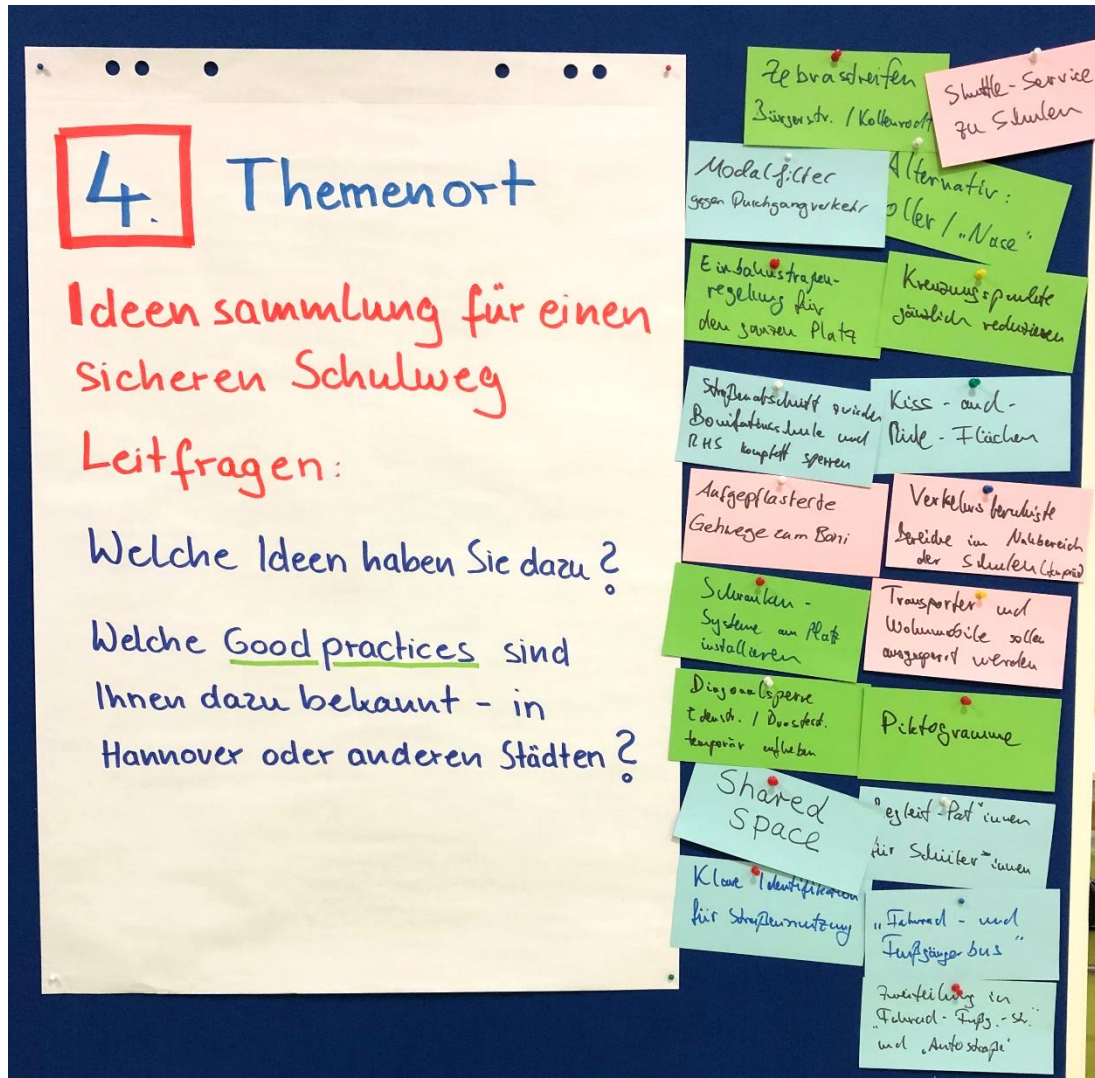 4. Themenort
Ideensammlung für einen
sicheren Schulweg
Leitfragen:
Welche Ideen haben Sie dazu?
Welche Good practices sind
Ihnen dazu bekannt - in
Hannover oder anderen Städten?
Zebrastreifen
Bürgerstr. /
Shuttle-Service
zu Schulen
Modalfilter
gegen Durchgangverkehr
Alternativ:
oller / "Nase"
Einbahnstraßen-
regelung für
den ganzen Platz
Kreuzungspunkte
gänzlich reduzieren
Straßenabschnitt zwischen
Bonifatiusschule und
RHS komplett sperren
Kiss-and-
Ride-Flächen
Aufgepflasterte
Gehwege zum Boni
Verkehrsberuhigte
Bereiche im Nahbereich
der Schulen
Schranken-
Systeme am Platz
installieren
Transporter und
Wohnmobile sollen
ausgesperrt werden
Diagonalsperre
Edenstr. /
temporär aufheben
Piktogramme
Shared
Space
egleit-Pat*innen
für Schüler*innen
Klare Identifikation
für Straßennutzung
"Fahrrad- und
Fußgängerbus"
Zweiteilung in
"Fahrrad-Fußg.-Str."
und "Autostraße"